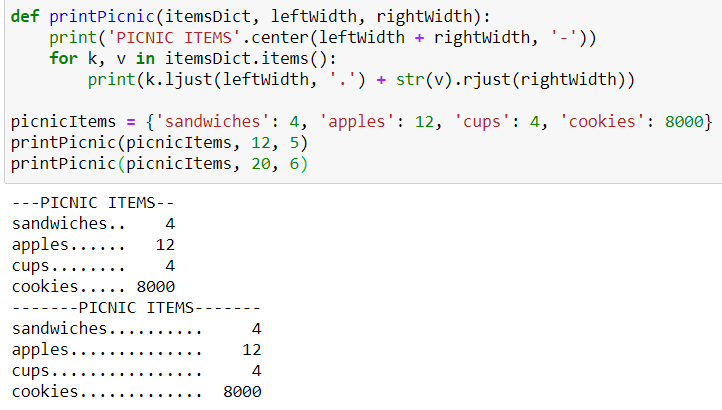 def printPicnic(itemsDict, leftWidth, rightWidth):
    print('PICNIC ITEMS'.center(leftWidth + rightWidth, '-'))
    for k, v in itemsDict.items():
        print(k.ljust(leftWidth, '.') + str(v).rjust(rightWidth))

picnicItems = {'sandwiches': 4, 'apples': 12, 'cups': 4, 'cookies': 8000}
printPicnic(picnicItems, 12, 5)
printPicnic(picnicItems, 20, 6)
---PICNIC ITEMS--
sandwiches..    4
apples......   12
cups........    4
cookies..... 8000
-------PICNIC ITEMS-------
sandwiches..........     4
apples..............    12
cups................     4
cookies.............  8000